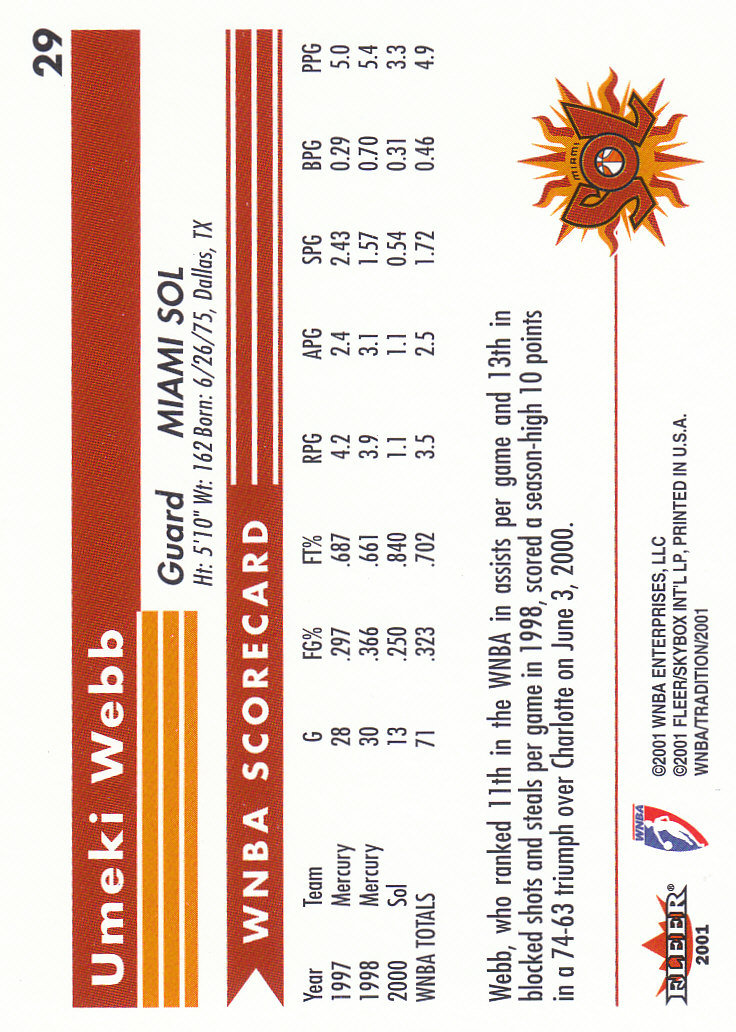 29
Umeki Webb
Guard MIAMI SOL
Ht: 5'10" Wt: 162 Born: 6/26/75, Dallas, TX
WNBA SCORECARD
Year Team G FG% FT% RPG APG SPG BPG PPG
1997 Mercury 28 .297 .687 4.2 2.4 2.43 0.29 5.0
1998 Mercury 30 .366 .661 3.9 3.1 1.57 0.70 5.4
2000 Sol 13 .250 .840 1.1 1.1 0.54 0.31 3.3
WNBA TOTALS 71 .323 .702 3.5 2.5 1.72 0.46 4.9
Webb, who ranked 11th in the WNBA in assists per game and 13th in
blocked shots and steals per game in 1998, scored a season-high 10 points
in a 74-63 triumph over Charlotte on June 3, 2000.
MIAMI
SOL
FLEER®
2001
WNBA
©2001 WNBA ENTERPRISES, LLC
©2001 FLEER/SKYBOX INT'L LP, PRINTED IN U.S.A.
WNBA/TRADITION/2001